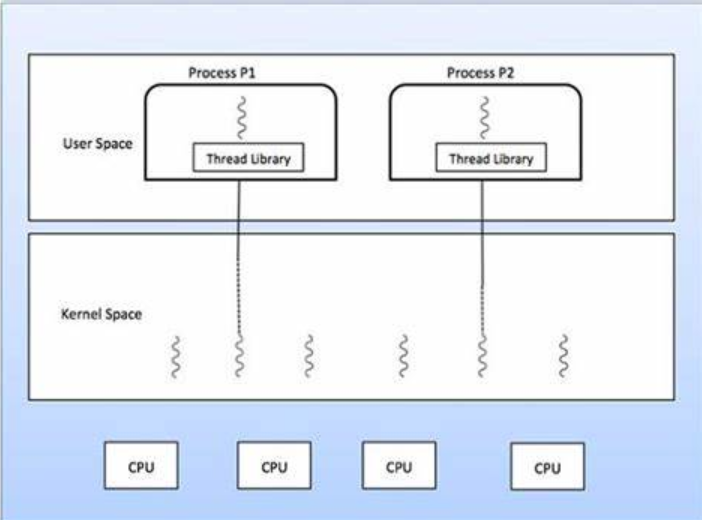 Process P1
Process P2
User Space
Thread Library
Thread Library
Kernel Space
CPU
CPU
CPU
CPU